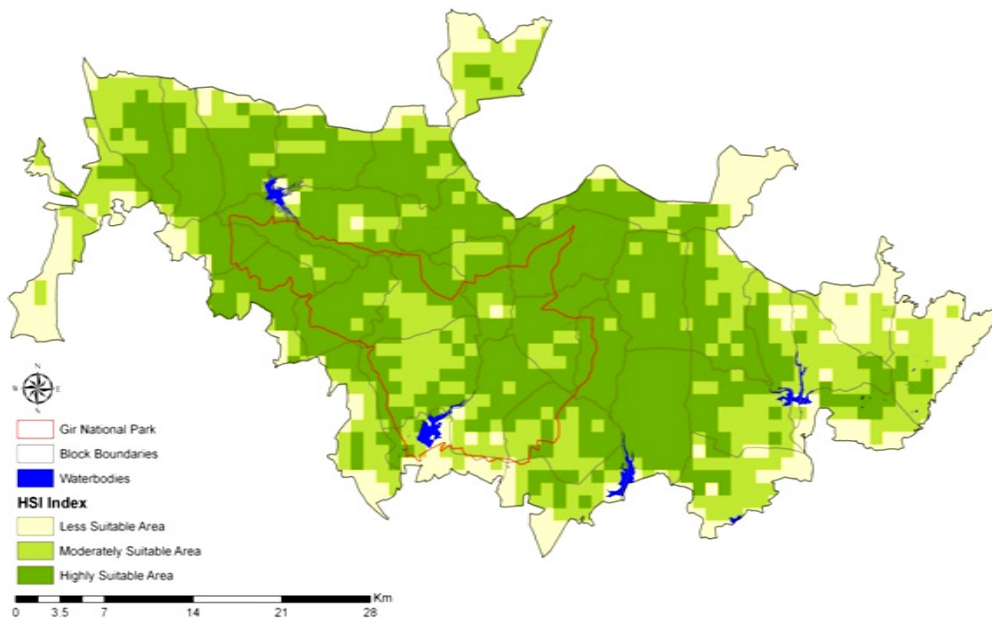 N
W E
S
Gir National Park
Block Boundaries
Waterbodies
HSI Index
Less Suitable Area
Moderately Suitable Area
Highly Suitable Area
Km
0 3.5 7 14 21 28